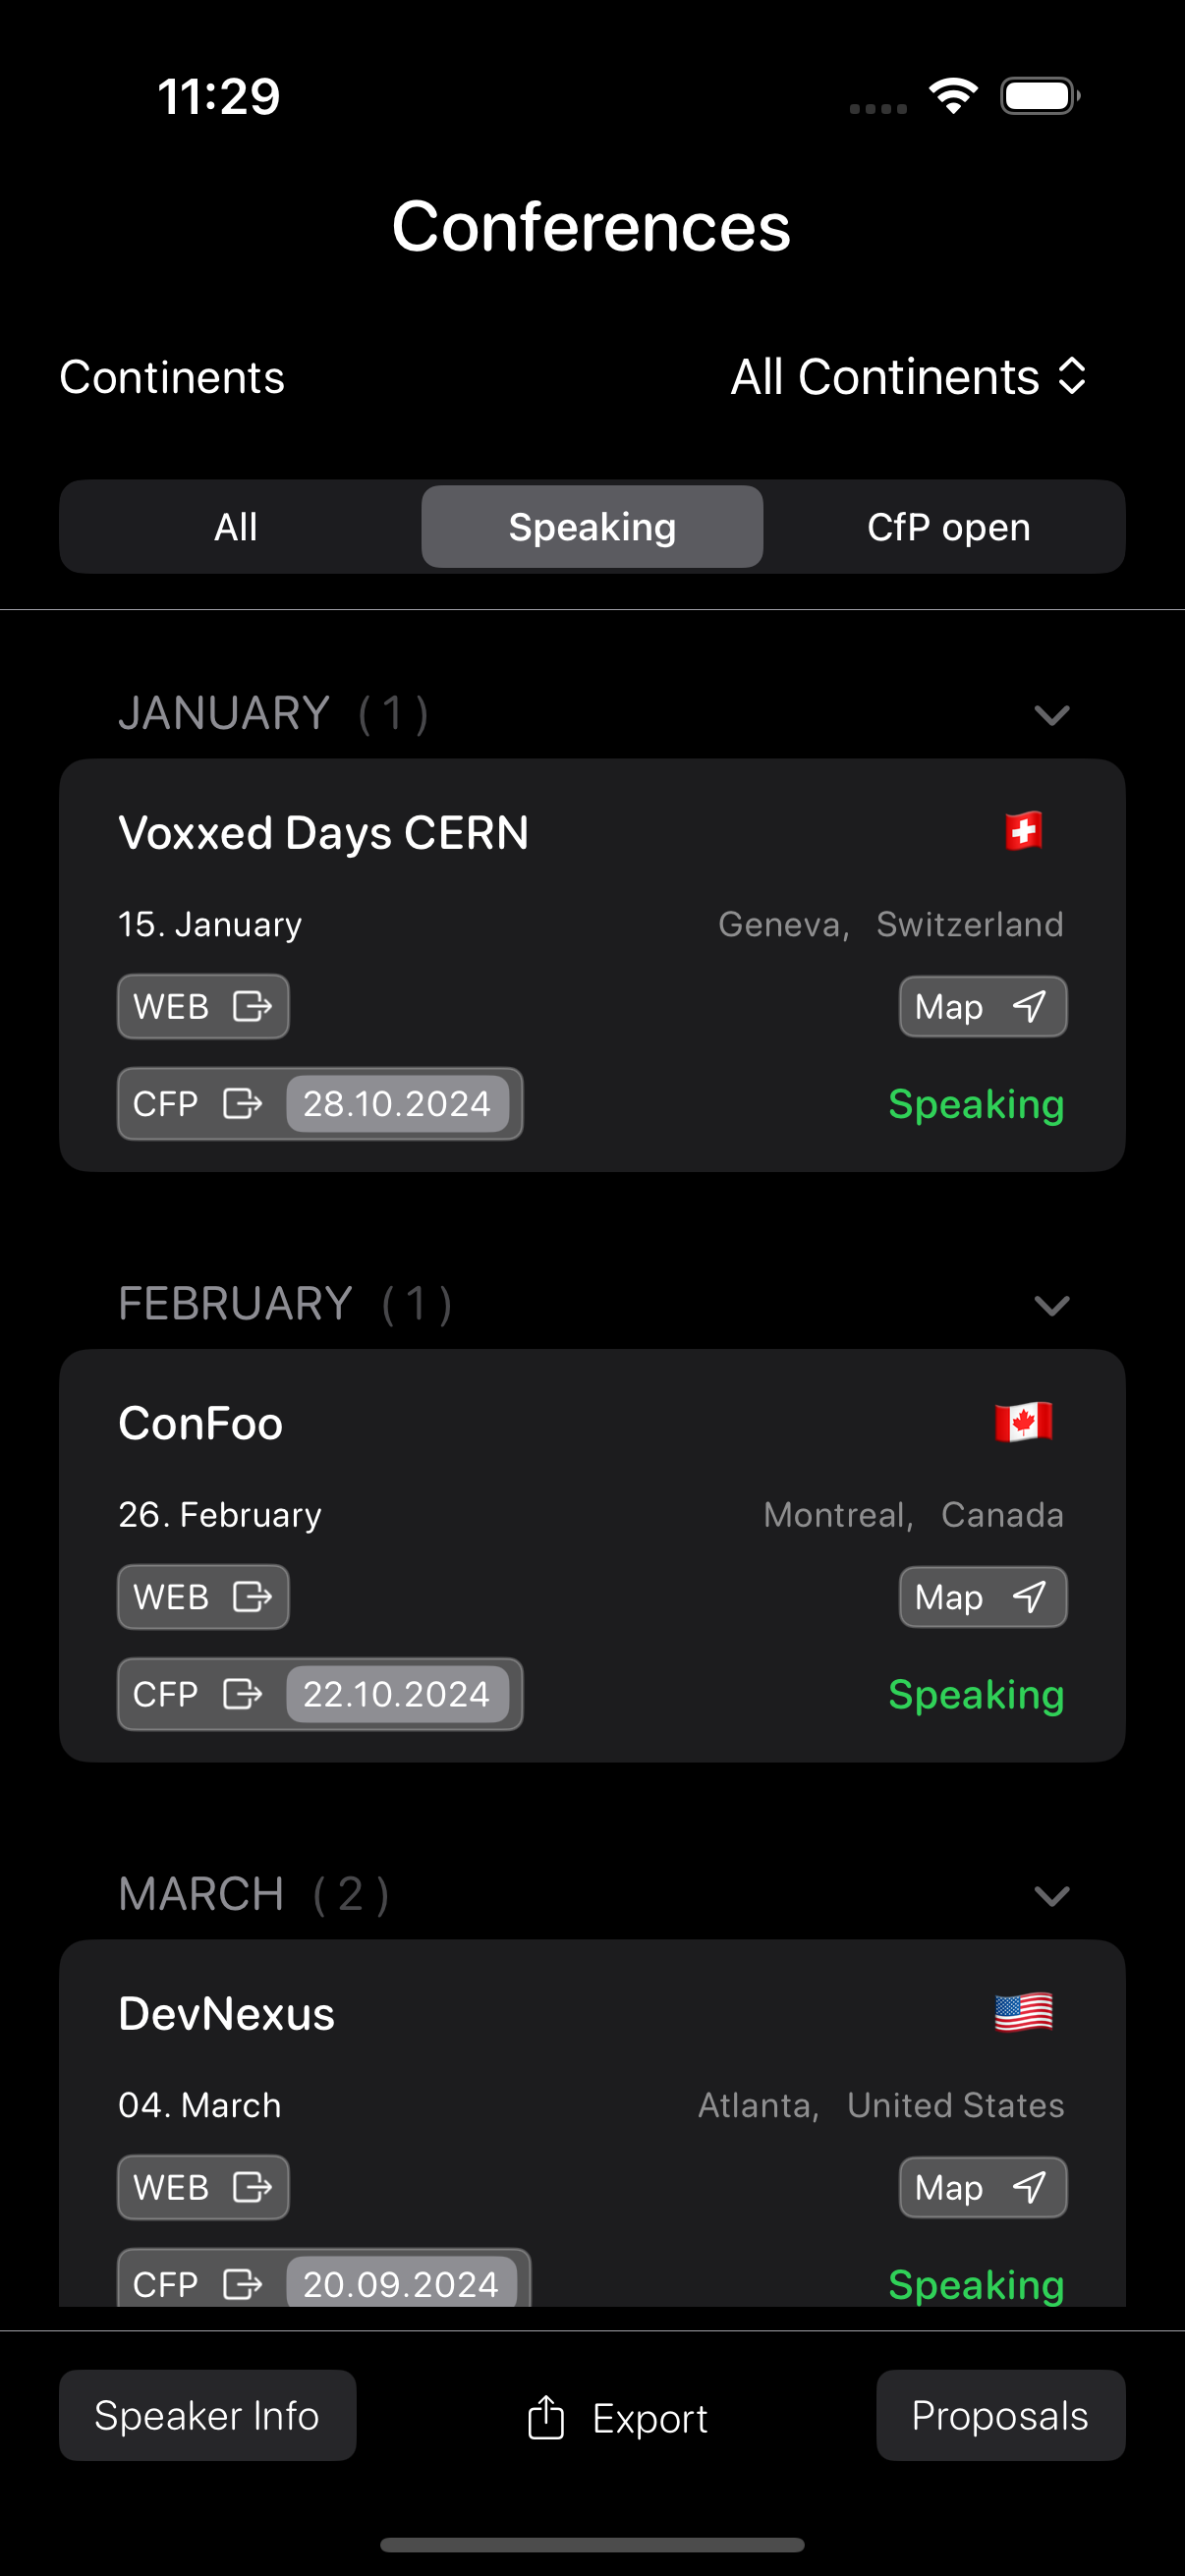 11:29
Conferences
Continents All Continents
All Speaking CfP open
JANUARY (1)
Voxxed Days CERN
15. January Geneva, Switzerland
WEB Map
CFP 28.10.2024 Speaking
FEBRUARY (1)
ConFoo
26. February Montreal, Canada
WEB Map
CFP 22.10.2024 Speaking
MARCH (2)
DevNexus
04. March Atlanta, United States
WEB Map
CFP 20.09.2024 Speaking
Speaker Info Export Proposals